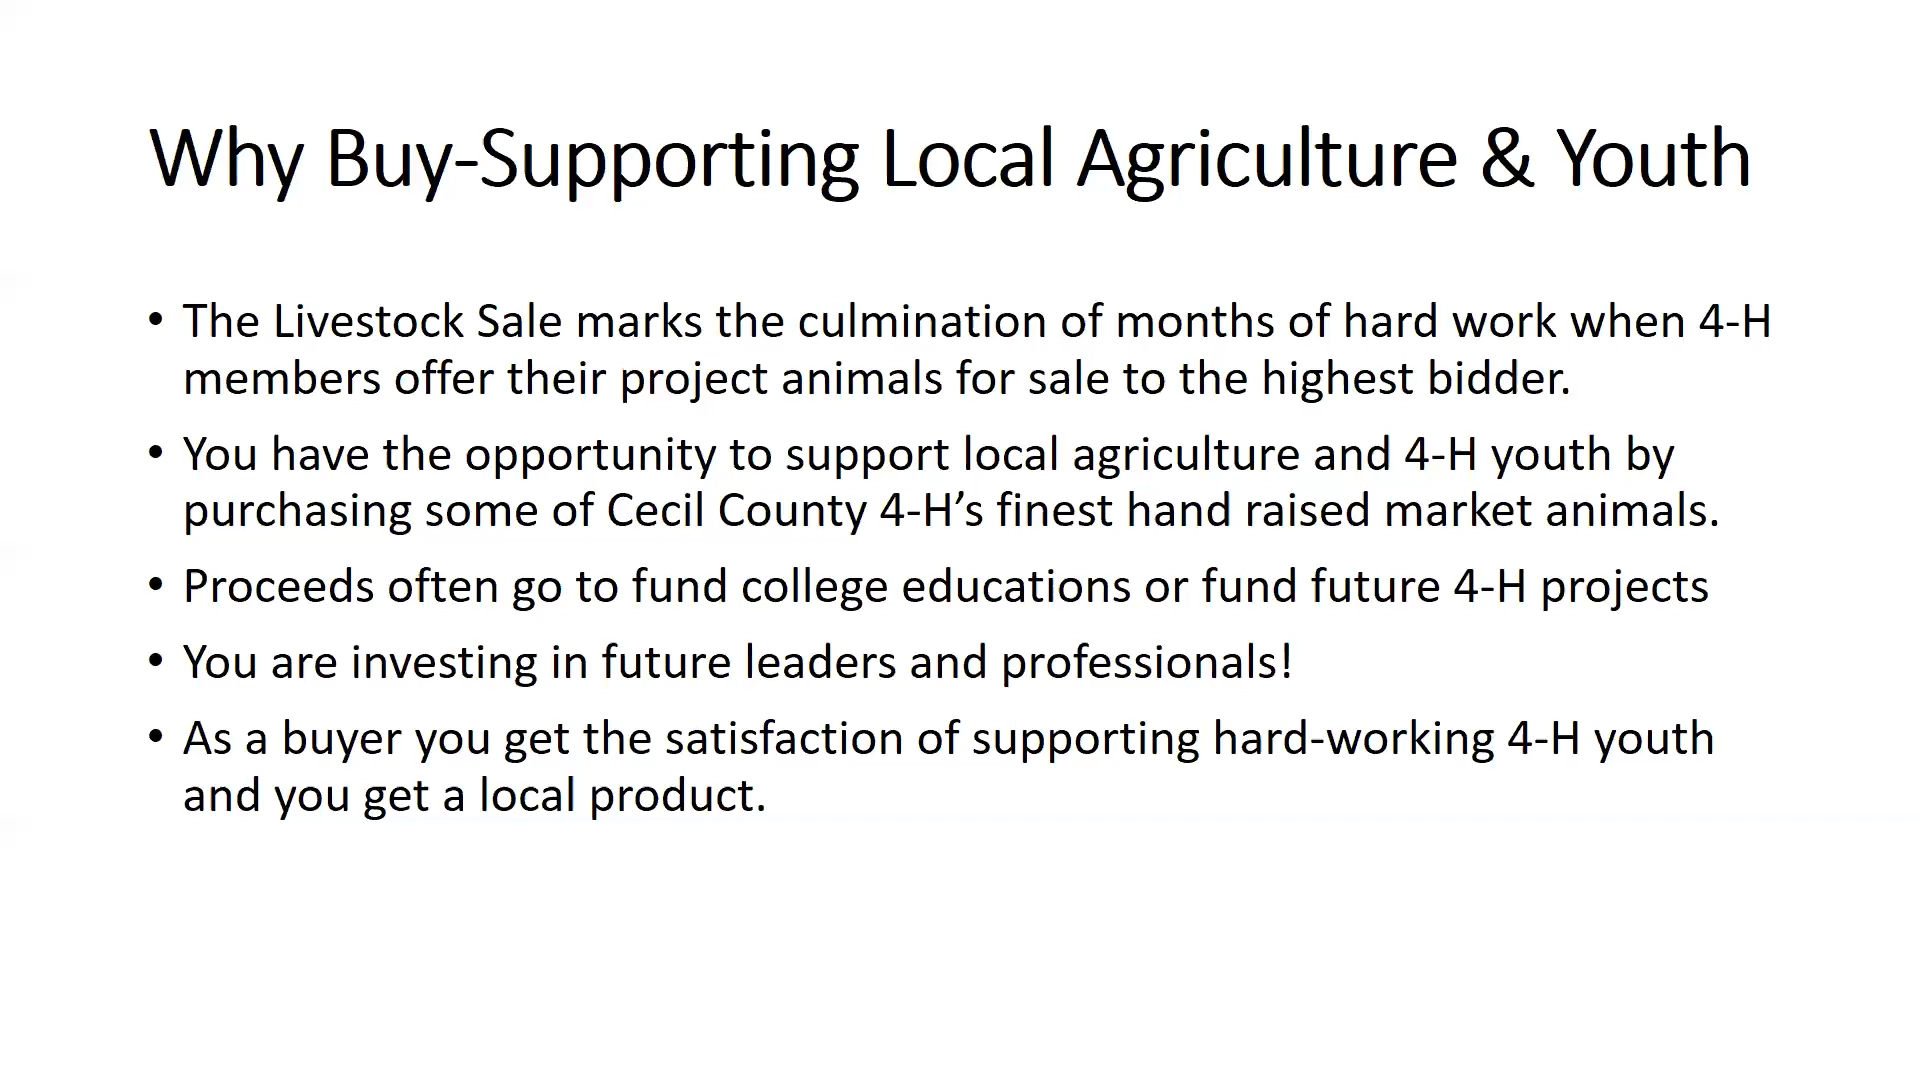 Why Buy-Supporting Local Agriculture & Youth
• The Livestock Sale marks the culmination of months of hard work when 4-H
members offer their project animals for sale to the highest bidder.
• You have the opportunity to support local agriculture and 4-H youth by
purchasing some of Cecil County 4-H’s finest hand raised market animals.
• Proceeds often go to fund college educations or fund future 4-H projects
• You are investing in future leaders and professionals!
• As a buyer you get the satisfaction of supporting hard-working 4-H youth
and you get a local product.